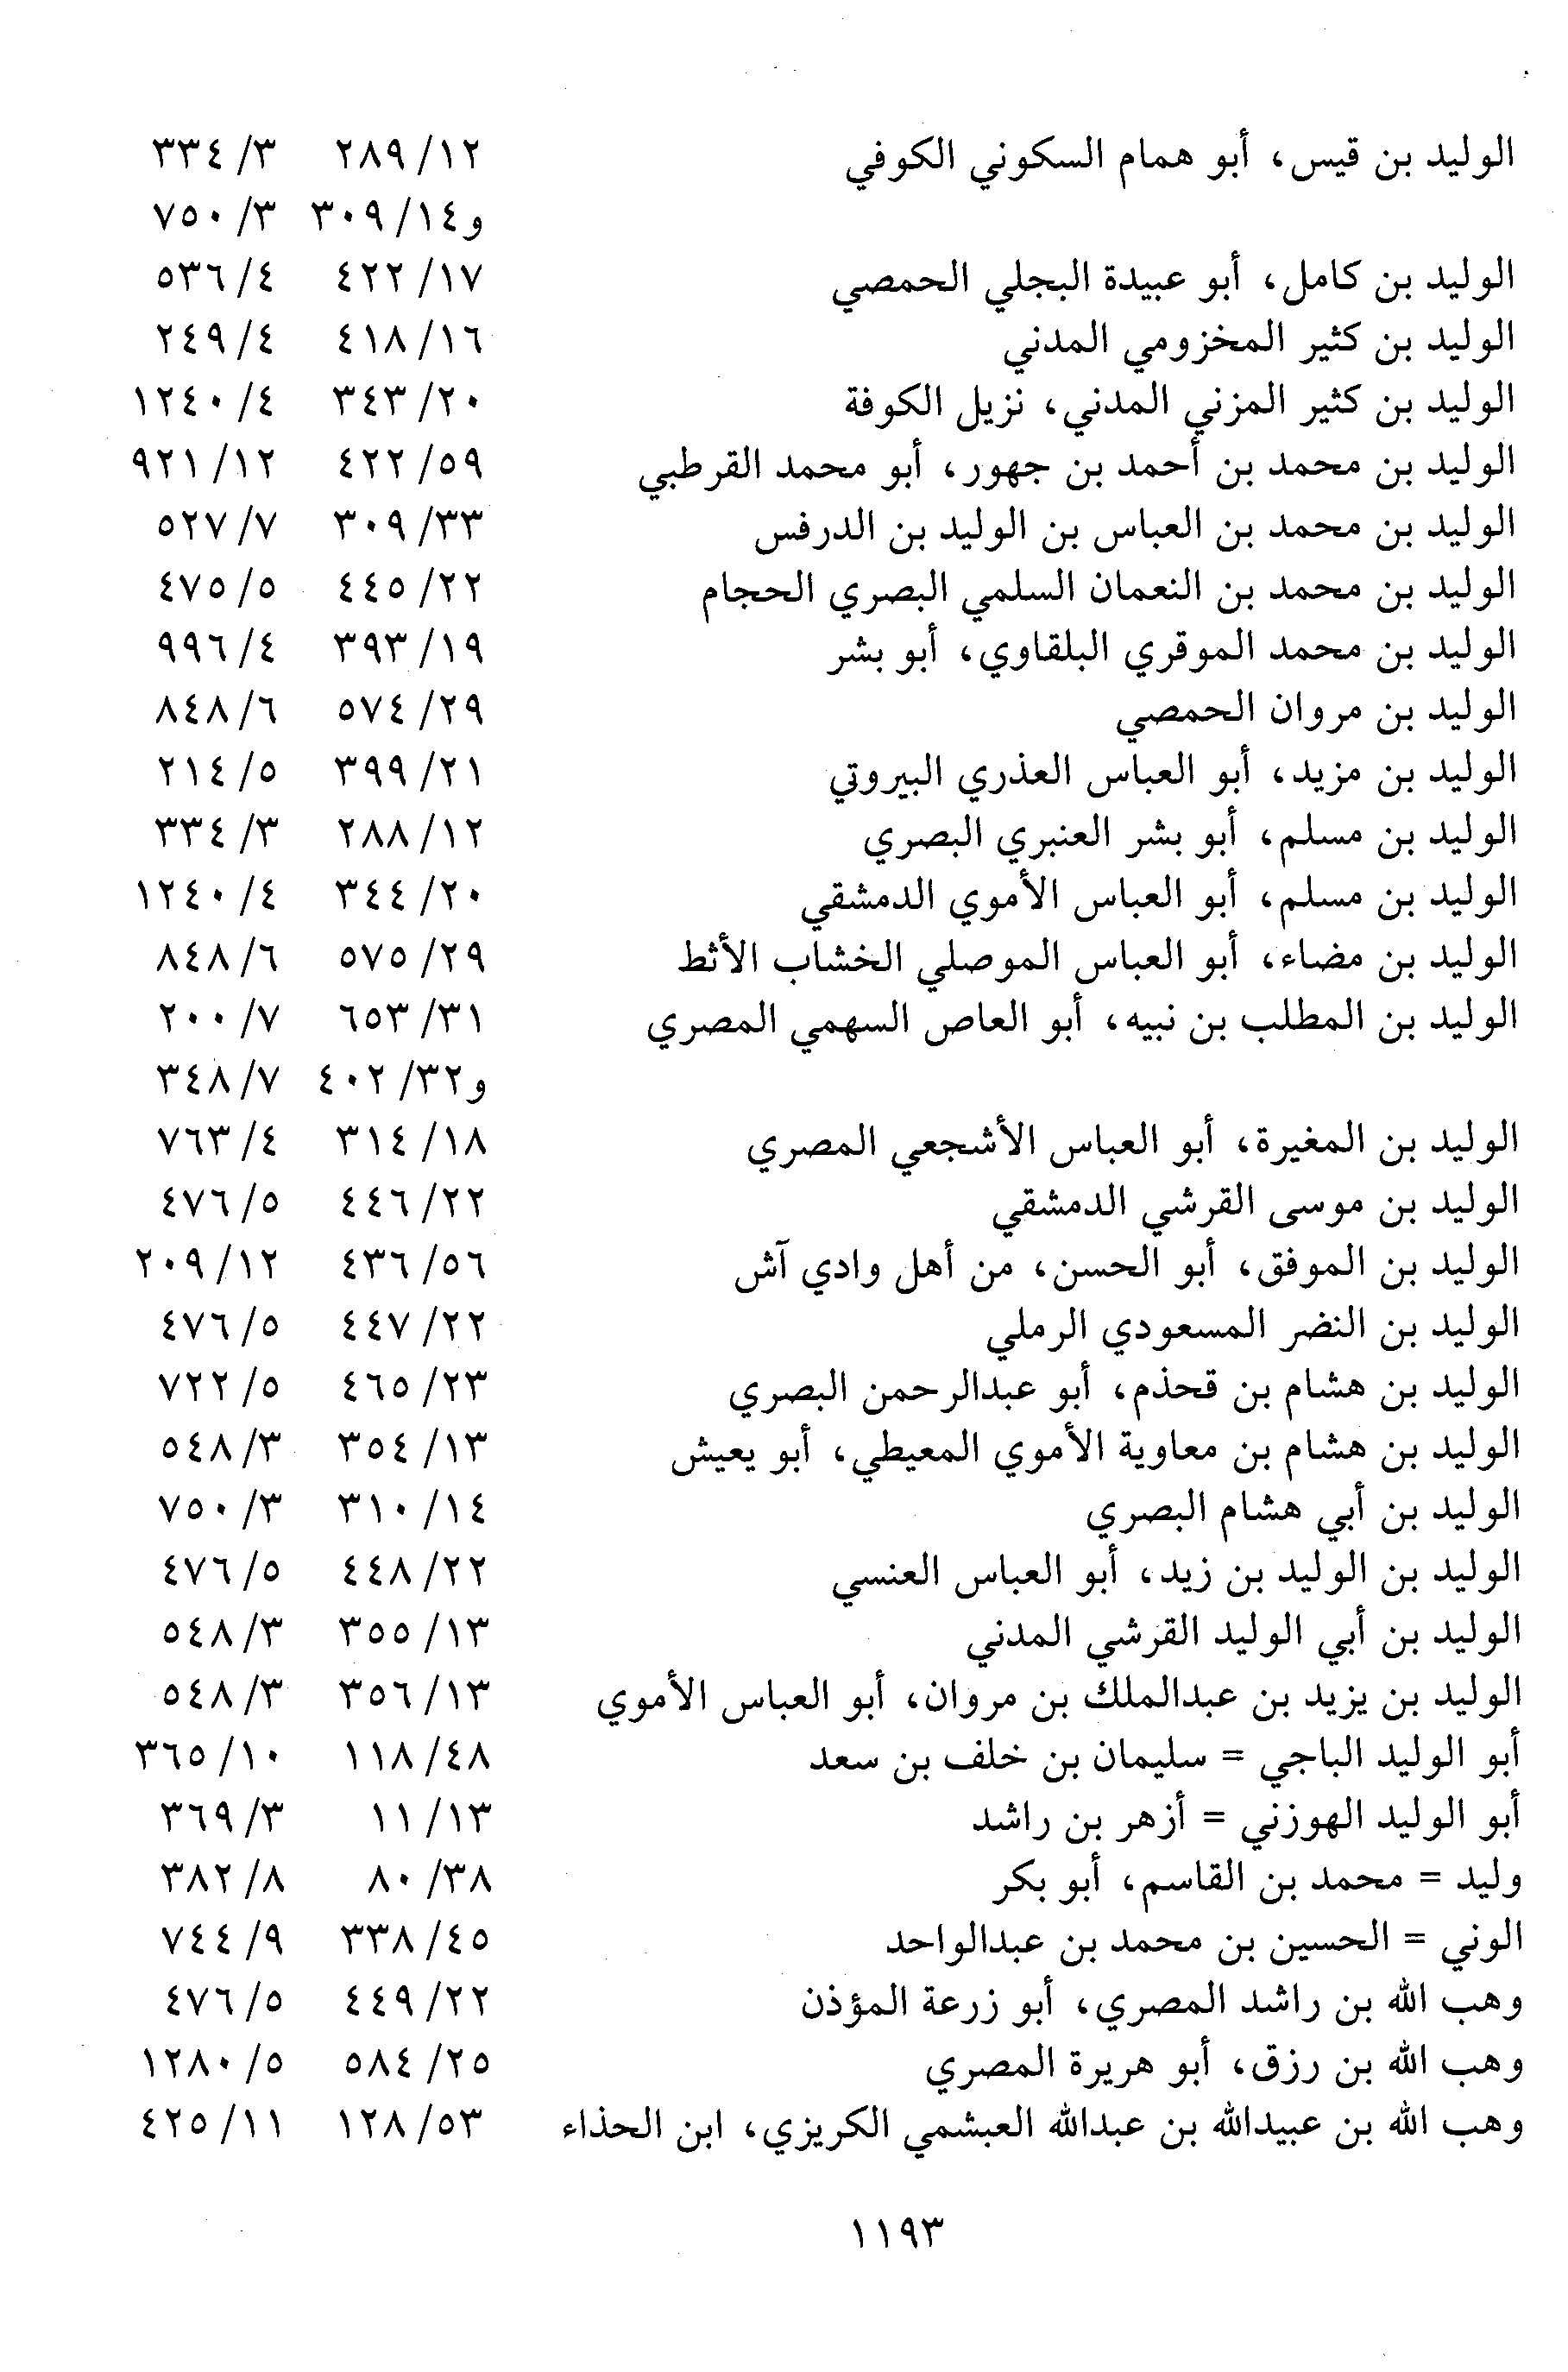 الوليد بن قيس، أبو همام السكوني الكوفي ١٢/ ٢٨٩ ٣/ ٣٣٤
و١٤/ ٣٠٩ ٣/ ٧٥٠
الوليد بن كامل، أبو عبيدة البجلي الحمصي ١٧/ ٤٢٢ ٤/ ٥٣٦
الوليد بن كثير المخزومي المدني ١٦/ ٤١٨ ٤/ ٢٤٩
الوليد بن كثير المزني المدني، نزيل الكوفة ٢٠/ ٣٤٣ ٤/ ١٢٤٠
الوليد بن محمد بن أحمد بن جهور، أبو محمد القرطبي ٥٩/ ٤٢٢ ١٢/ ٩٢١
الوليد بن محمد بن العباس بن الوليد بن الدرفس ٣٣/ ٣٠٩ ٧/ ٥٢٧
الوليد بن محمد بن النعمان السلمي البصري الحجام ٢٢/ ٤٤٥ ٥/ ٤٧٥
الوليد بن محمد الموقري البلقاوي، أبو بشر ١٩/ ٣٩٣ ٤/ ٩٩٦
الوليد بن مروان الحمصي ٢٩/ ٥٧٤ ٦/ ٨٤٨
الوليد بن مزيد، أبو العباس العذري البيروتي ٢١/ ٣٩٩ ٥/ ٢١٤
الوليد بن مسلم، أبو بشر العنبري البصري ١٢/ ٢٨٨ ٣/ ٣٣٤
الوليد بن مسلم، أبو العباس الأموي الدمشقي ٢٠/ ٣٤٤ ٤/ ١٢٤٠
الوليد بن مضاء، أبو العباس الموصلي الخشاب الأثط ٢٩/ ٥٧٥ ٦/ ٨٤٨
الوليد بن المطلب بن نبيه، أبو العاص السهمي المصري ٣١/ ٦٥٣ ٧/ ٢٠٠
و٣٢/ ٤٠٢ ٧/ ٣٤٨
الوليد بن المغيرة، أبو العباس الأشجعي المصري ١٨/ ٣١٤ ٤/ ٧٦٣
الوليد بن موسى القرشي الدمشقي ٢٢/ ٤٤٦ ٥/ ٤٧٦
الوليد بن الموفق، أبو الحسن، من أهل وادي آش ٥٦/ ٤٣٦ ١٢/ ٢٠٩
الوليد بن النضر المسعودي الرملي ٢٢/ ٤٤٧ ٥/ ٤٧٦
الوليد بن هشام بن قحذم، أبو عبدالرحمن البصري ٢٣/ ٤٦٥ ٥/ ٧٢٢
الوليد بن هشام بن معاوية الأموي المعيطي، أبو يعيش ١٣/ ٣٥٤ ٣/ ٥٤٨
الوليد بن أبي هشام البصري ١٤/ ٣١٠ ٣/ ٧٥٠
الوليد بن الوليد بن زيد، أبو العباس العنسي ٢٢/ ٤٤٨ ٥/ ٤٧٦
الوليد بن أبي الوليد القرشي المدني ١٣/ ٣٥٥ ٣/ ٥٤٨
الوليد بن يزيد بن عبدالملك بن مروان، أبو العباس الأموي ١٣/ ٣٥٦ ٣/ ٥٤٨
أبو الوليد الباجي = سليمان بن خلف بن سعد ٤٨/ ١١٨ ١٠/ ٣٦٥
أبو الوليد الهوزني = أزهر بن راشد ١٣/ ١١ ٣/ ٣٦٩
وليد = محمد بن القاسم، أبو بكر ٣٨/ ٨٠ ٨/ ٣٨٢
الوني = الحسين بن محمد بن عبدالواحد ٤٥/ ٣٣٨ ٩/ ٧٤٤
وهب الله بن راشد المصري، أبو زرعة المؤذن ٢٢/ ٤٤٩ ٥/ ٤٧٦
وهب الله بن رزق، أبو هريرة المصري ٢٥/ ٥٨٤ ٥/ ١٢٨٠
وهب الله بن عبيدالله بن عبدالله العبشمي الكريزي، ابن الحذاء ٥٣/ ١٢٨ ١١/ ٤٢٥
١١٩٣